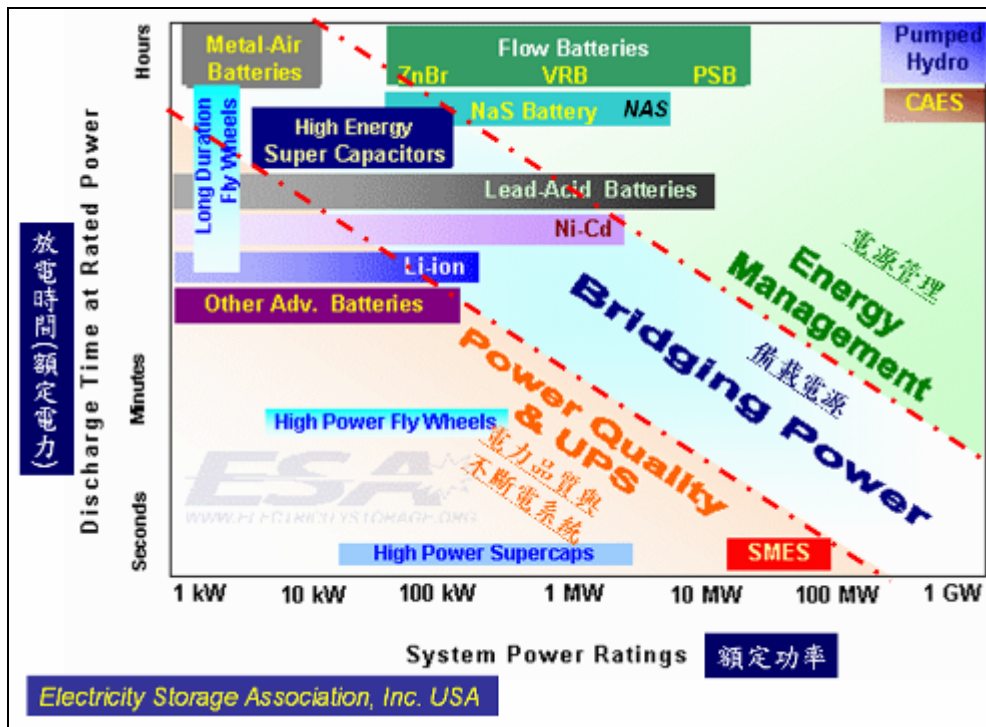 Hours
Minutes
Seconds
Discharge Time at Rated Power
放電時間(額定電力)
Metal-Air
Batteries
Flow Batteries
ZnBr VRB PSB
Pumped
Hydro
CAES
NaS Battery NAS
High Energy
Super Capacitors
Long Duration
Fly Wheels
Lead-Acid Batteries
Ni-Cd
Li-ion
Other Adv. Batteries
電源管理
Energy
Management
Bridging Power
備載電源
Power Quality
& UPS
電力品質與
不斷電系統
High Power Fly Wheels
ESA
WWW.ELECTRICITYSTORAGE.ORG
High Power Supercaps
SMES
1 kW 10 kW 100 kW 1 MW 10 MW 100 MW 1 GW
System Power Ratings 額定功率
Electricity Storage Association, Inc. USA